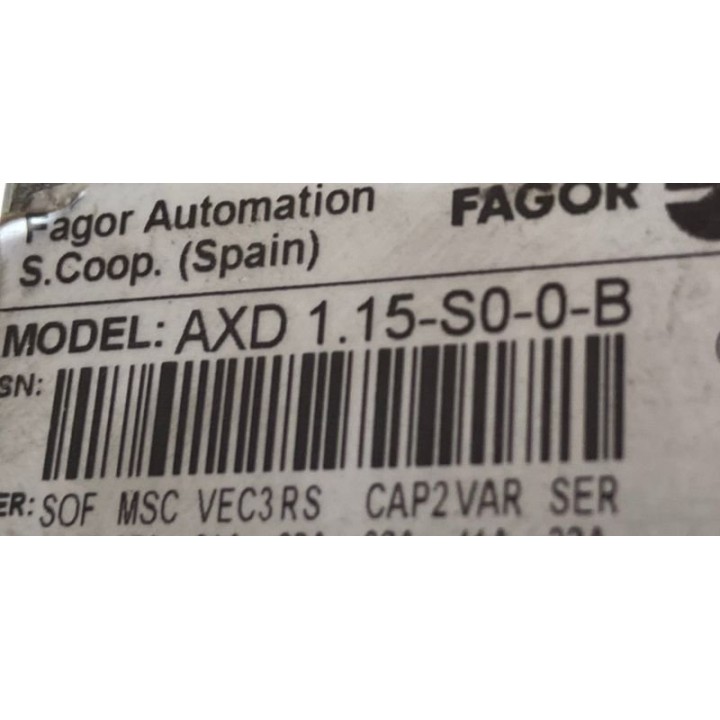 Fagor Automation FAGOR
S.Coop. (Spain)
MODEL: AXD 1.15-S0-0-B
SN:
ER: SOF MSC VEC3RS CAP2VAR SER